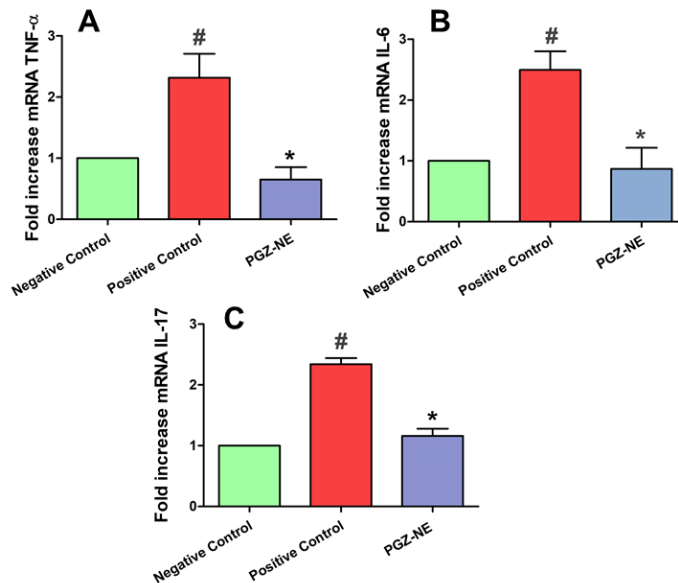 A
Fold increase mRNA TNF-α
3
2
1
0
#
*
Negative Control
Positive Control
PGZ-NE
B
Fold increase mRNA IL-6
3
2
1
0
#
*
Negative Control
Positive Control
PGZ-NE
C
Fold increase mRNA IL-17
3
2
1
0
#
*
Negative Control
Positive Control
PGZ-NE